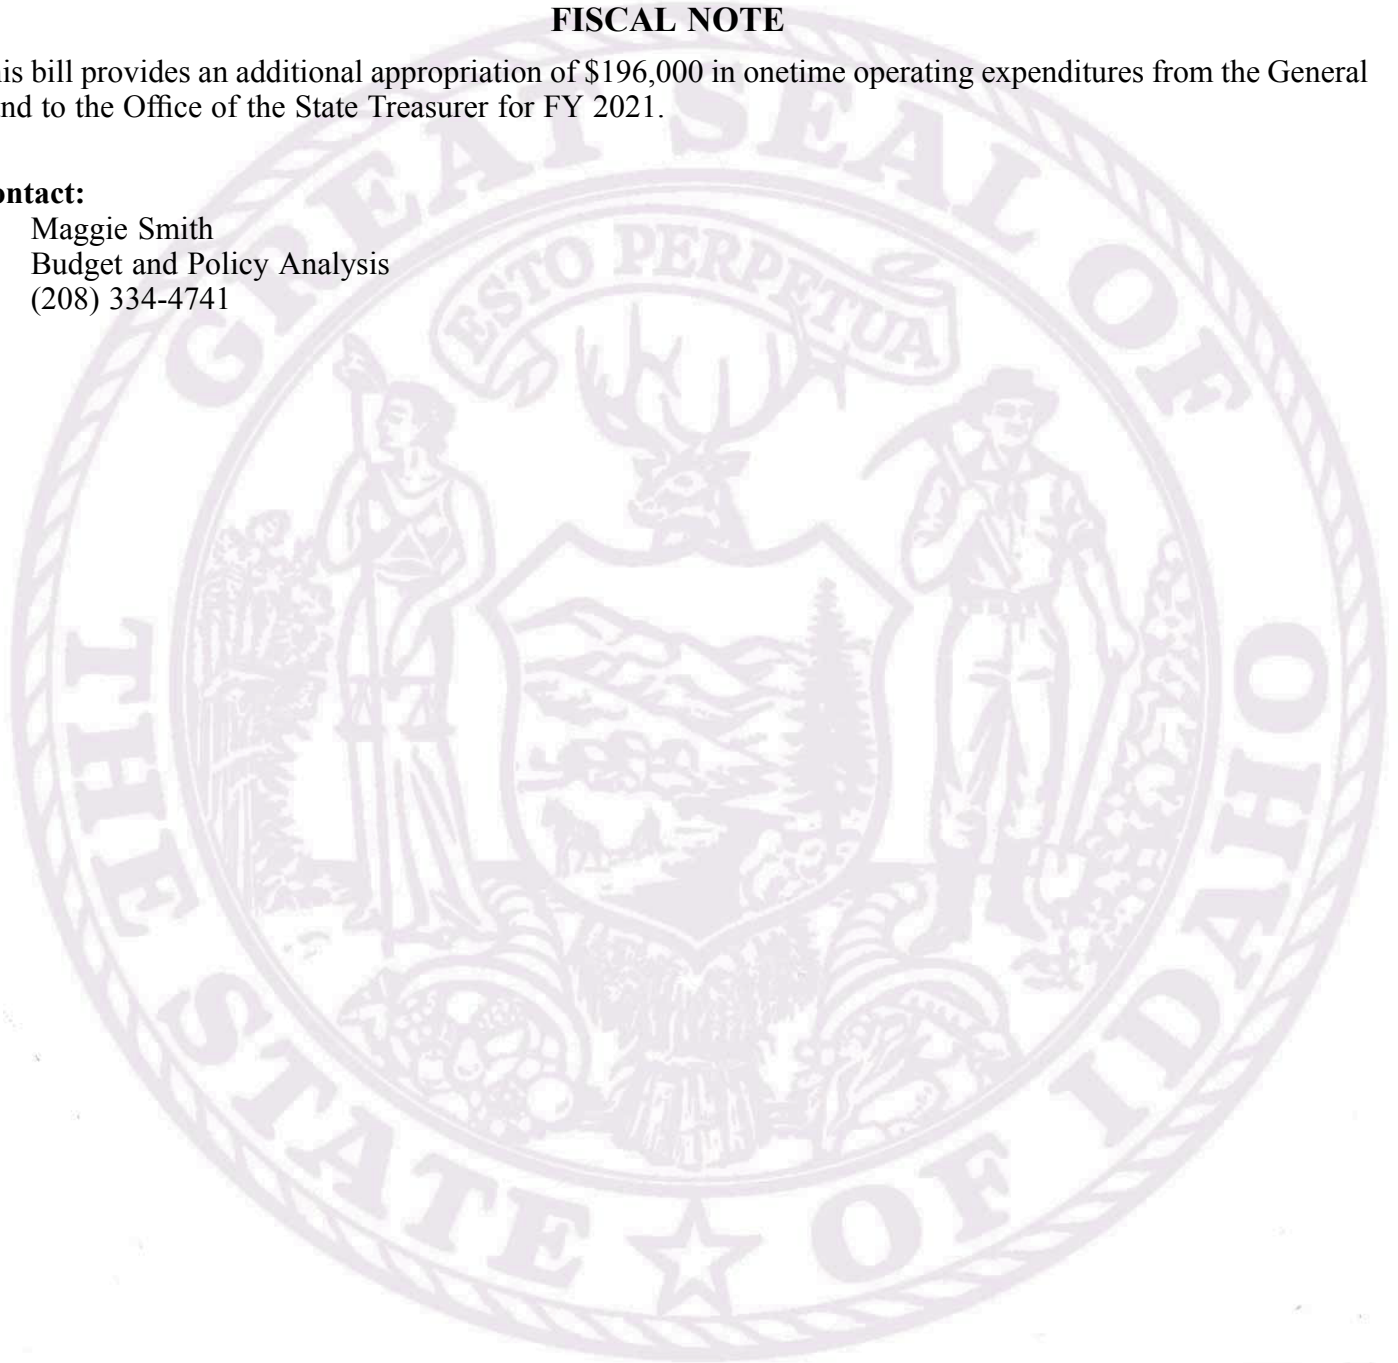 FISCAL NOTE
is bill provides an additional appropriation of $196,000 in onetime operating expenditures from the General
nd to the Office of the State Treasurer for FY 2021.
ontact:
Maggie Smith
Budget and Policy Analysis
(208) 334-4741
GREAT SEAL OF
THE STATE OF IDAHO
ESTO PERPETUA